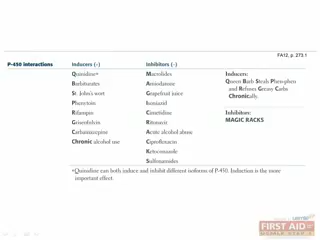 FA12, p. 273.1
P-450 interactions
Inducers (+)
Inhibitors (–)
Quinidine*
Barbiturates
St. John's wort
Phenytoin
Rifampin
Griseofulvin
Carbamazepine
Chronic alcohol use
Macrolides
Amiodarone
Grapefruit juice
Isoniazid
Cimetidine
Ritonavir
Acute alcohol abuse
Ciprofloxacin
Ketoconazole
Sulfonamides
Inducers:
Queen Barb Steals Phen-phen
and Refuses Greasy Carbs
Chronically.
Inhibitors:
MAGIC RACKS
*Quinidine can both induce and inhibit different isoforms of P-450. Induction is the more
important effect.
FIRST AID